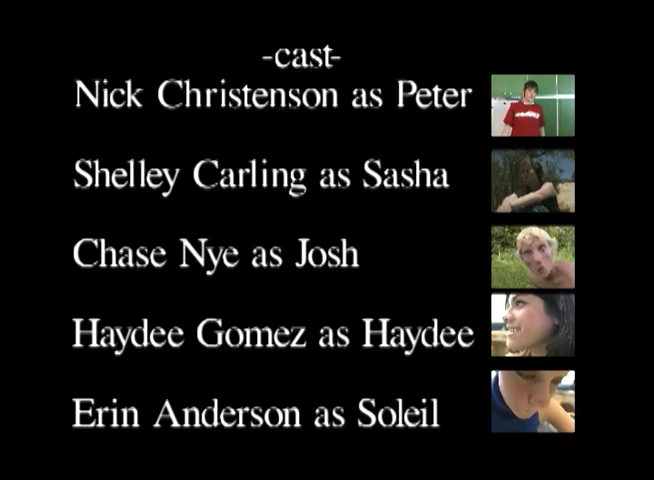 -cast-
Nick Christenson as Peter
Shelley Carling as Sasha
Chase Nye as Josh
Haydee Gomez as Haydee
Erin Anderson as Soleil